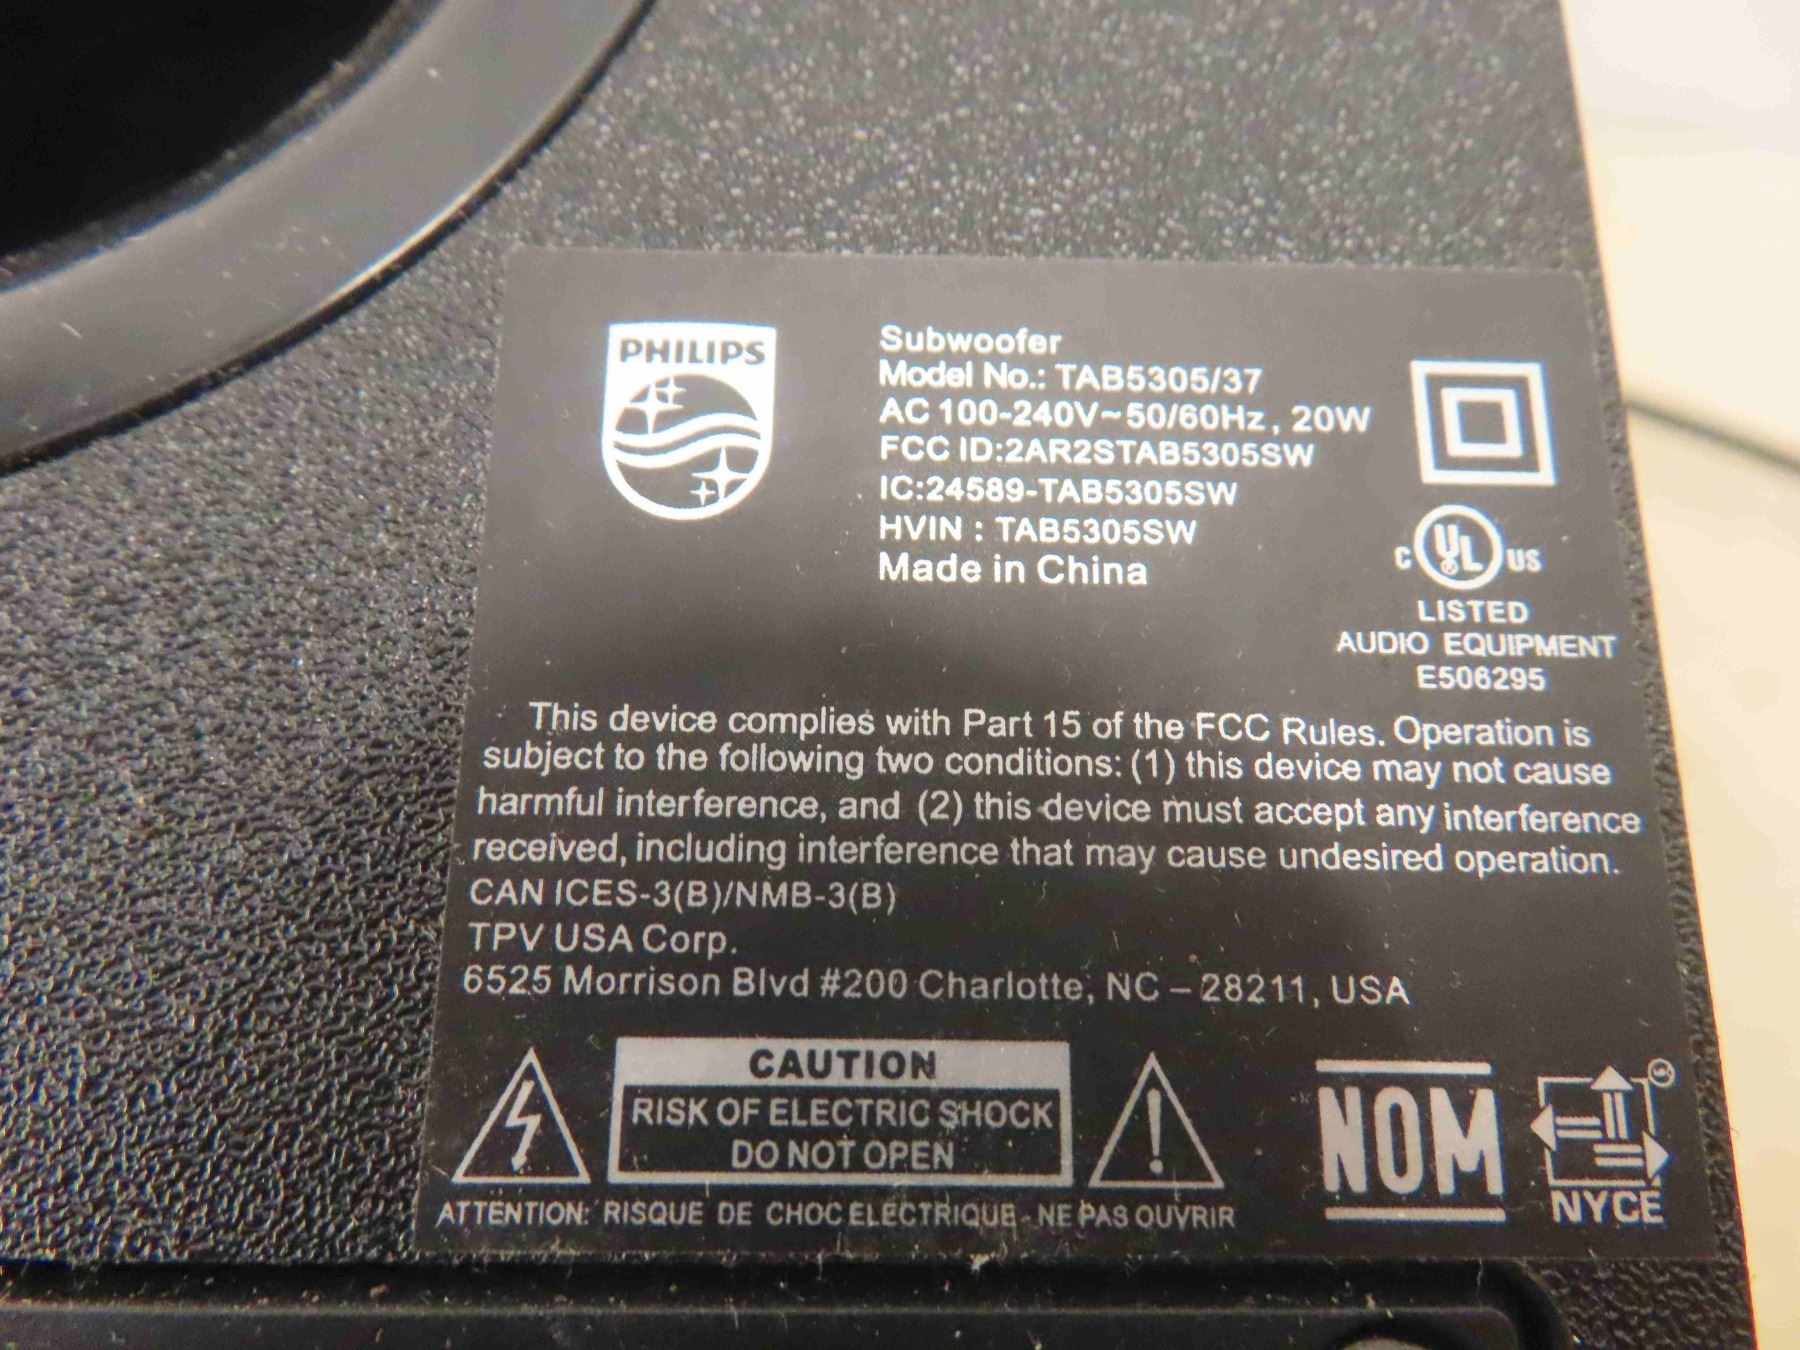 PHILIPS
Subwoofer
Model No.: TAB5305/37
AC 100-240V~50/60Hz, 20W
FCC ID:2AR2STAB5305SW
IC:24589-TAB5305SW
HVIN : TAB5305SW
Made in China
C UL US
LISTED
AUDIO EQUIPMENT
E506295
This device complies with Part 15 of the FCC Rules. Operation is
subject to the following two conditions: (1) this device may not cause
harmful interference, and (2) this device must accept any interference
received, including interference that may cause undesired operation.
CAN ICES-3(B)/NMB-3(B)
TPV USA Corp.
6525 Morrison Blvd #200 Charlotte, NC – 28211, USA
CAUTION
RISK OF ELECTRIC SHOCK
DO NOT OPEN
ATTENTION: RISQUE DE CHOC ELECTRIQUE - NE PAS OUVRIR
NOM
NYCE